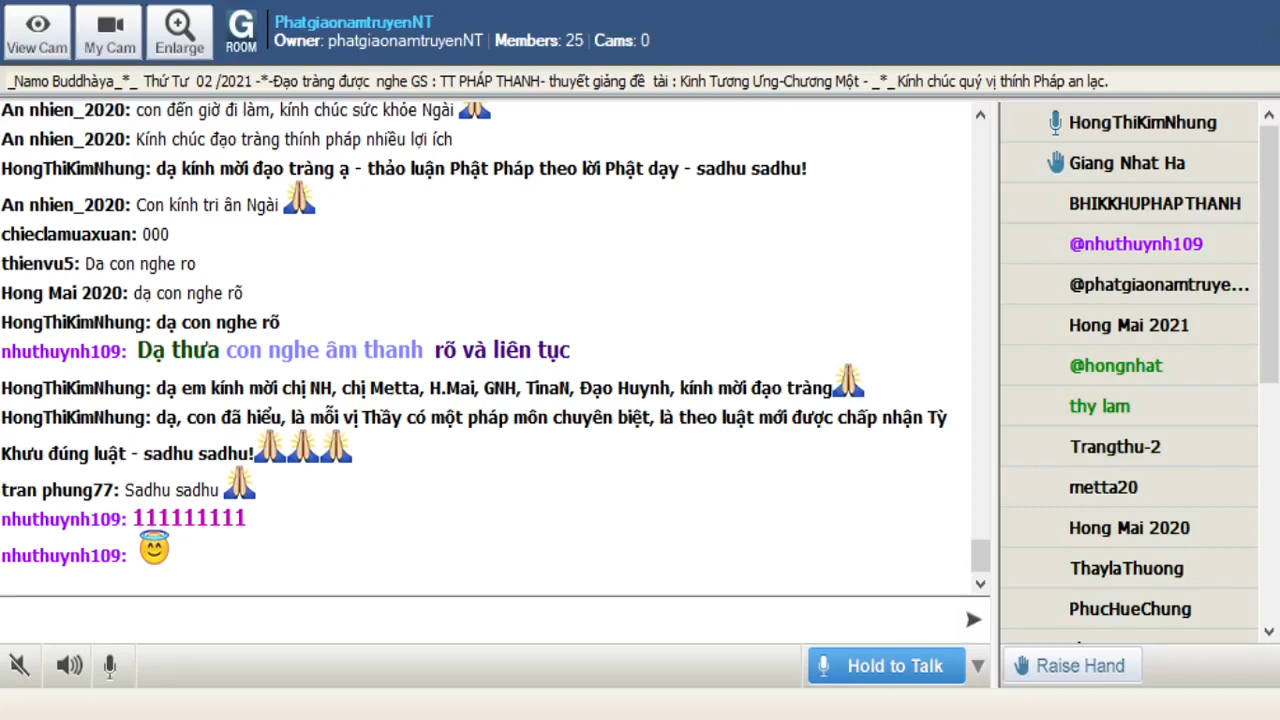 View Cam
My Cam
Enlarge
G
ROOM
PhatgiaonamtruyenNT
Owner: phatgiaonamtruyenNT | Members: 25 | Cams: 0
_Namo Buddhàya_*_ Thứ Tư 02 /2021 -*-Đạo tràng được nghe GS : TT PHÁP THANH- thuyết giảng đề tài : Kinh Tương Ưng-Chương Một - _*_ Kính chúc quý vị thính Pháp an lạc.
An nhien_2020: con đến giờ đi làm, kính chúc sức khỏe Ngài
An nhien_2020: Kính chúc đạo tràng thính pháp nhiều lợi ích
HongThiKimNhung: dạ kính mời đạo tràng ạ - thảo luận Phật Pháp theo lời Phật dạy - sadhu sadhu!
An nhien_2020: Con kính tri ân Ngài
chieclamuaxuan: 000
thienvu5: Da con nghe ro
Hong Mai 2020: dạ con nghe rõ
HongThiKimNhung: dạ con nghe rõ
nhuthuynh109: Dạ thưa con nghe âm thanh rõ và liên tục
HongThiKimNhung: dạ em kính mời chị NH, chị Metta, H.Mai, GNH, TinaN, Đạo Huynh, kính mời đạo tràng
HongThiKimNhung: dạ, con đã hiểu, là mỗi vị Thầy có một pháp môn chuyên biệt, là theo luật mới được chấp nhận Tỳ
Khưu đúng luật - sadhu sadhu!
tran phung77: Sadhu sadhu
nhuthuynh109: 111111111
nhuthuynh109:
Hold to Talk
HongThiKimNhung
Giang Nhat Ha
BHIKKHUPHAPTHANH
@nhuthuynh109
@phatgiaonamtruye...
Hong Mai 2021
@hongnhat
thy lam
Trangthu-2
metta20
Hong Mai 2020
ThaylaThuong
PhucHueChung
Raise Hand